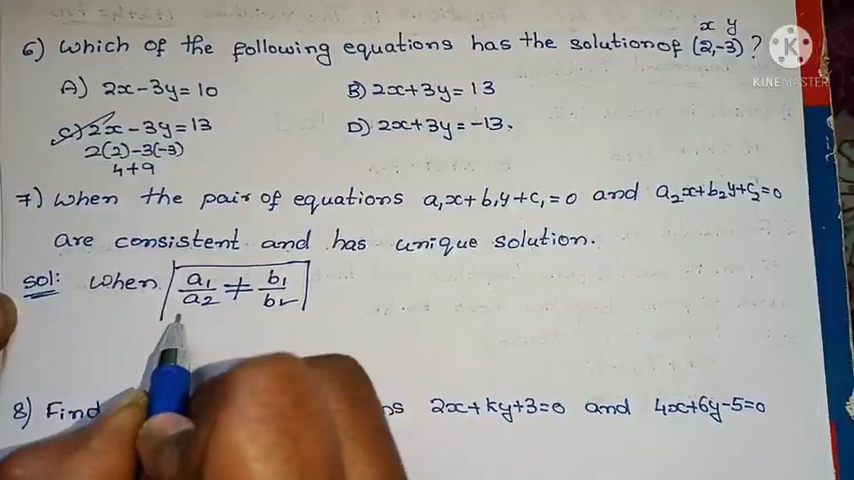 x y
6) Which of the following equations has the solution of (2,-3) ?
KINEMASTER
A) 2x-3y=10 B) 2x+3y=13
C) 2x-3y=13 D) 2x+3y=-13.
2(2)-3(-3)
4+9
7) When the pair of equations a₁x+b₁y+c₁=0 and a₂x+b₂y+c₂=0
are consistent and has unique solution.
Sol: When a₁/a₂ ≠ b₁/b₂
8) Find 2x+ky+3=0 and 4x+6y-5=0